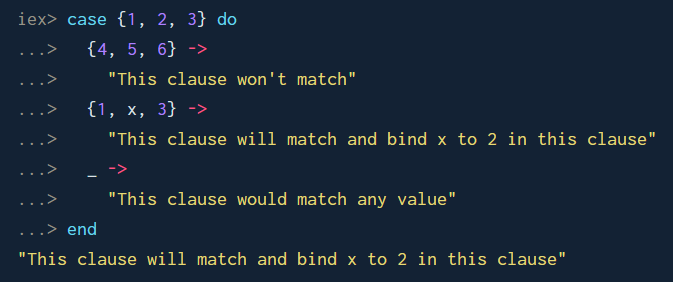 iex> case {1, 2, 3} do
...>   {4, 5, 6} ->
...>     "This clause won't match"
...>   {1, x, 3} ->
...>     "This clause will match and bind x to 2 in this clause"
...>   _ ->
...>     "This clause would match any value"
...> end
"This clause will match and bind x to 2 in this clause"